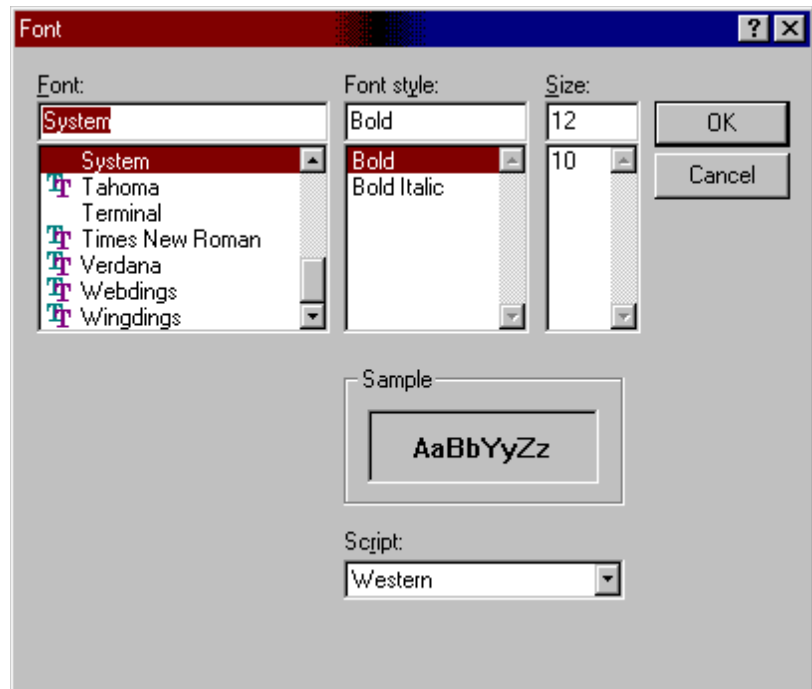 Font
Font: Font style: Size:
System Bold 12 OK
System Bold 10 Cancel
Tahoma Bold Italic
Terminal
Times New Roman
Verdana
Webdings
Wingdings
Sample
AaBbYyZz
Script:
Western